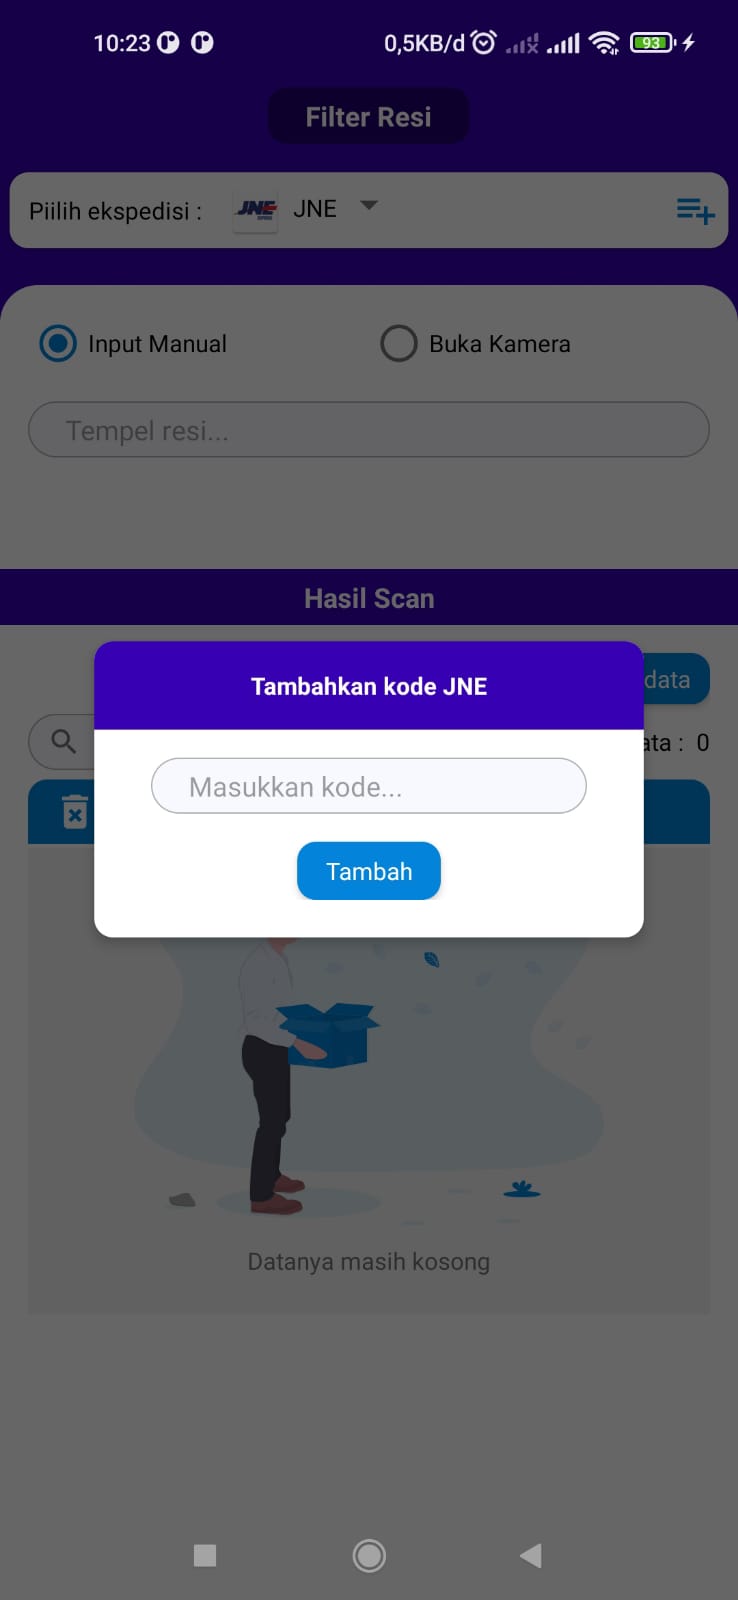 10:23 0,5KB/d 93
Filter Resi
Piilih ekspedisi : JNE JNE
Input Manual Buka Kamera
Tempel resi...
Hasil Scan
Tambahkan kode JNE
data
Masukkan kode...
ata : 0
Tambah
Datanya masih kosong